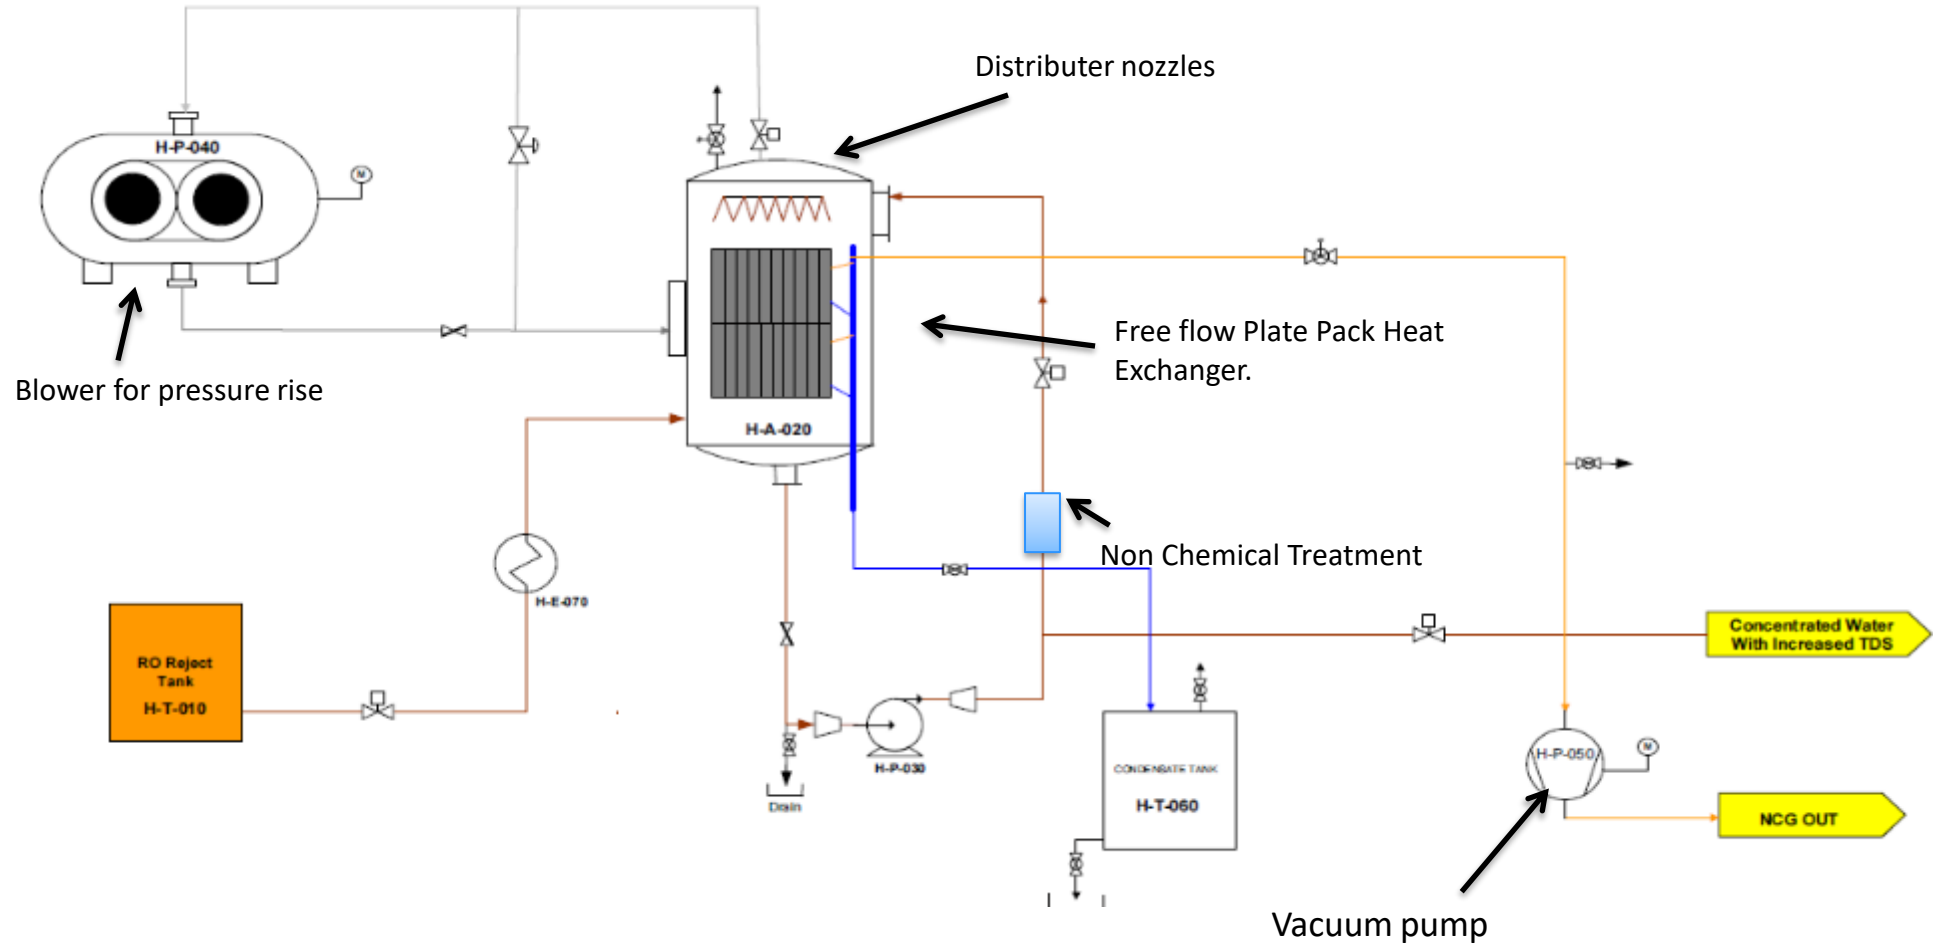 Distributer nozzles
H-P-040
M
Blower for pressure rise
Free flow Plate Pack Heat
Exchanger.
H-A-020
Non Chemical Treatment
H-E-070
RO Reject
Tank
H-T-010
Concentrated Water
With Increased TDS
H-P-030
Drain
CONDENSATE TANK
H-T-060
H-P-050
M
NCG OUT
Vacuum pump